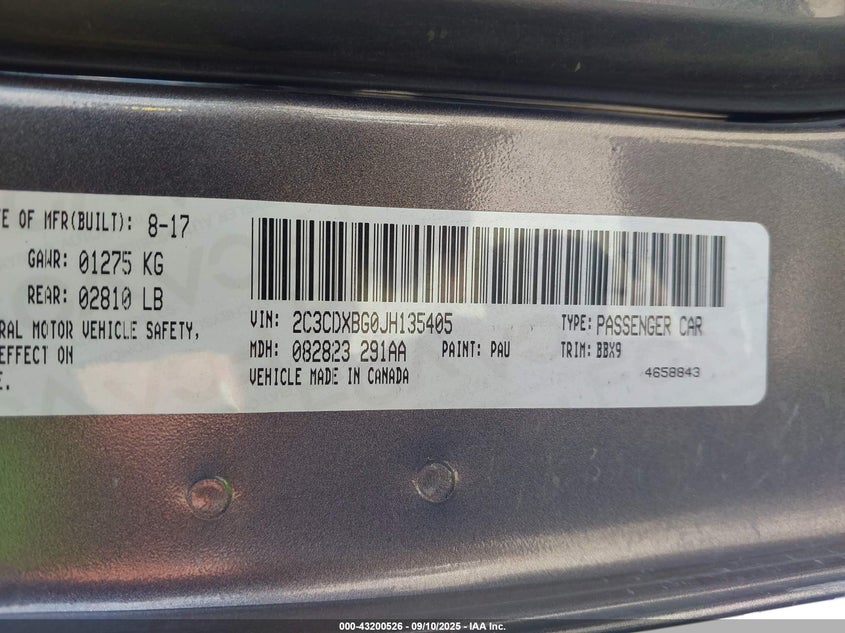 TE OF MFR(BUILT): 8-17
GAWR: 01275 KG
REAR: 02810 LB
RAL MOTOR VEHICLE SAFETY,
EFFECT ON
E.
VIN: 2C3CDXBG0JH135405
TYPE: PASSENGER CAR
MDH: 082823 291AA
PAINT: PAU
TRIM: BBX9
VEHICLE MADE IN CANADA
4658843
000-43200526 - 09/10/2025 - IAA Inc.